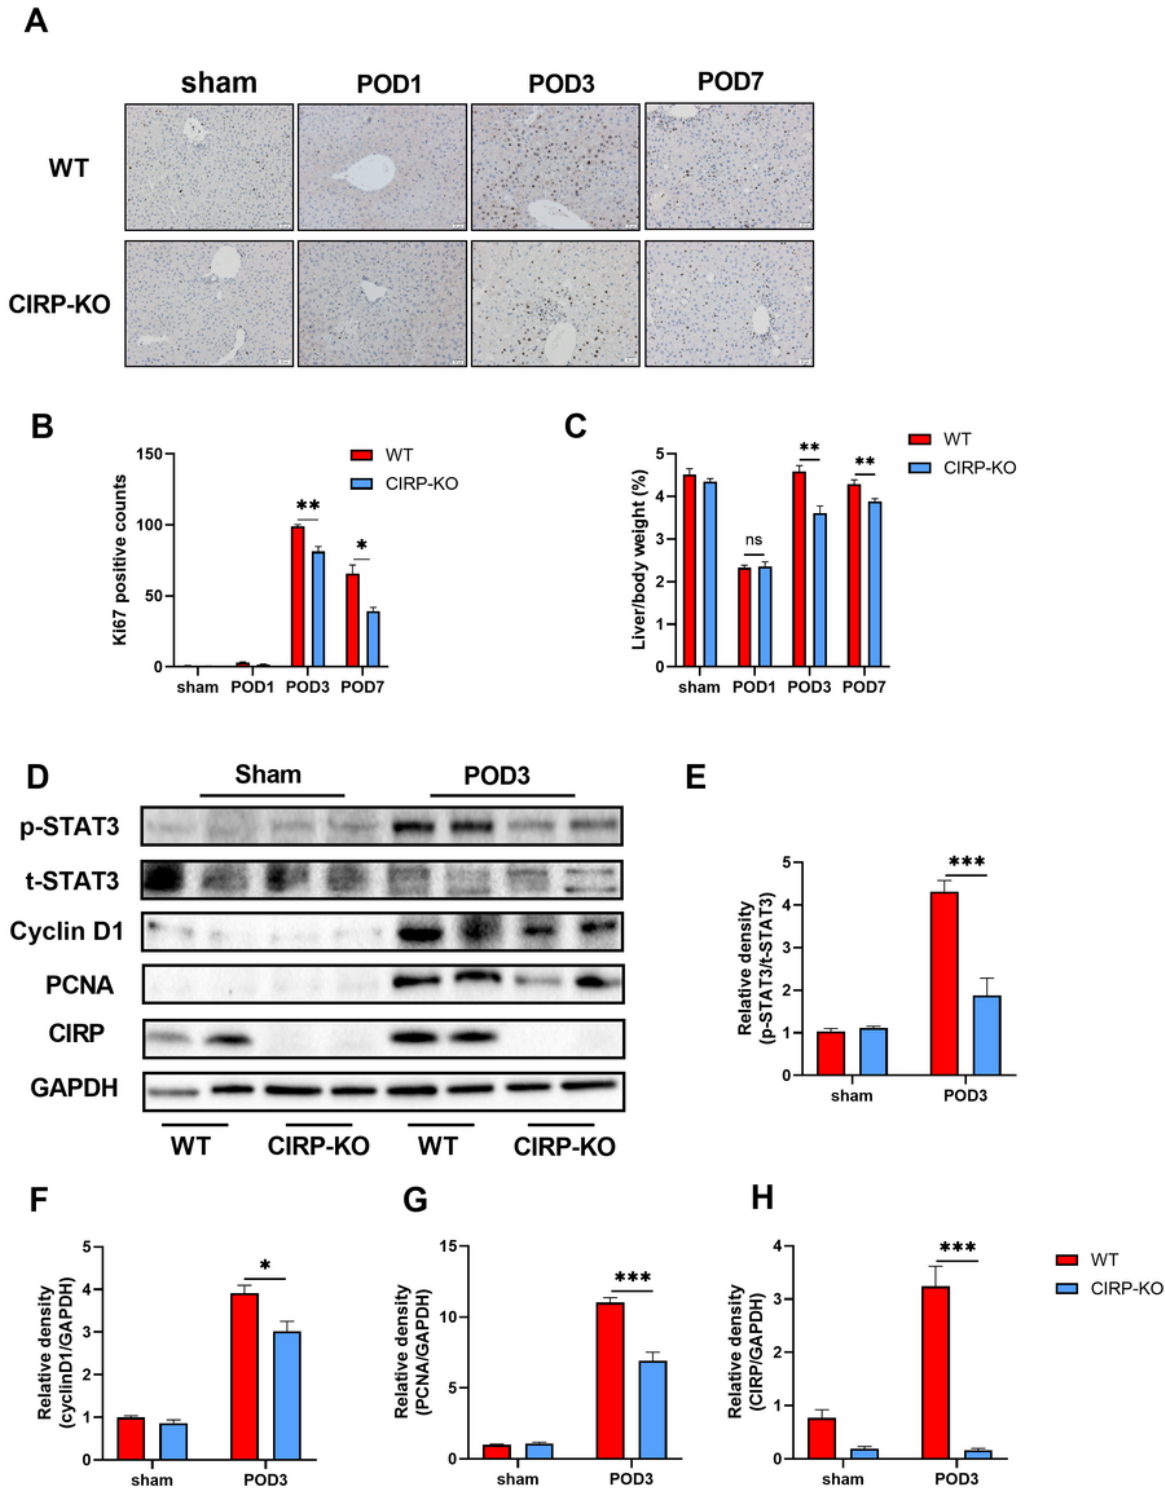 A
sham POD1 POD3 POD7
WT
CIRP-KO
B
WT
CIRP-KO
Ki67 positive counts
150
100
50
0
**
*
sham POD1 POD3 POD7
C
WT
CIRP-KO
Liver/body weight (%)
5
4
3
2
1
0
ns
**
**
sham POD1 POD3 POD7
D
Sham POD3
p-STAT3
t-STAT3
Cyclin D1
PCNA
CIRP
GAPDH
WT CIRP-KO WT CIRP-KO
E
Relative density
(p-STAT3/t-STAT3)
5
4
3
2
1
0
***
sham POD3
F
Relative density
(cyclinD1/GAPDH)
5
4
3
2
1
0
*
sham POD3
G
Relative density
(PCNA/GAPDH)
15
10
5
0
***
sham POD3
H
Relative density
(CIRP/GAPDH)
4
3
2
1
0
***
sham POD3
WT
CIRP-KO